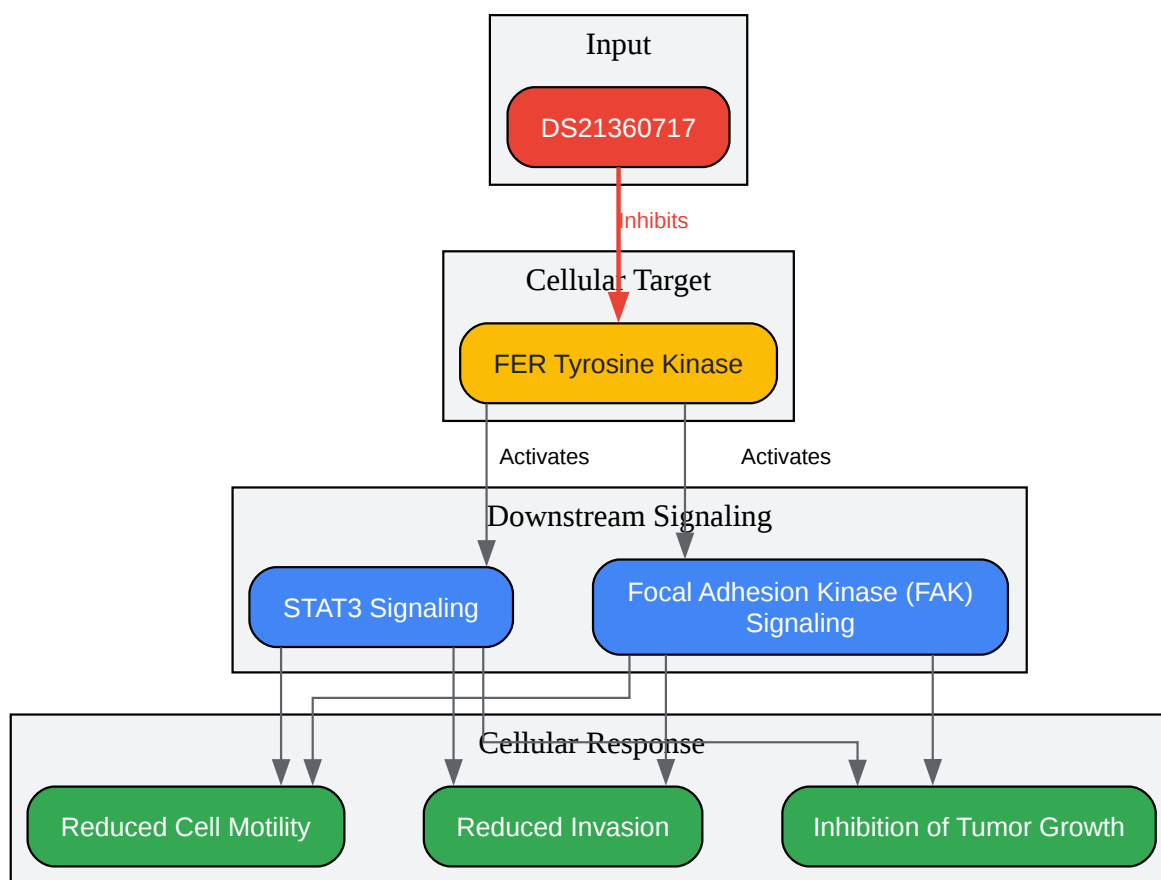 Input
DS21360717
Inhibits
Cellular Target
FER Tyrosine Kinase
Activates
Activates
Downstream Signaling
STAT3 Signaling
Focal Adhesion Kinase (FAK)
Signaling
Cellular Response
Reduced Cell Motility
Reduced Invasion
Inhibition of Tumor Growth